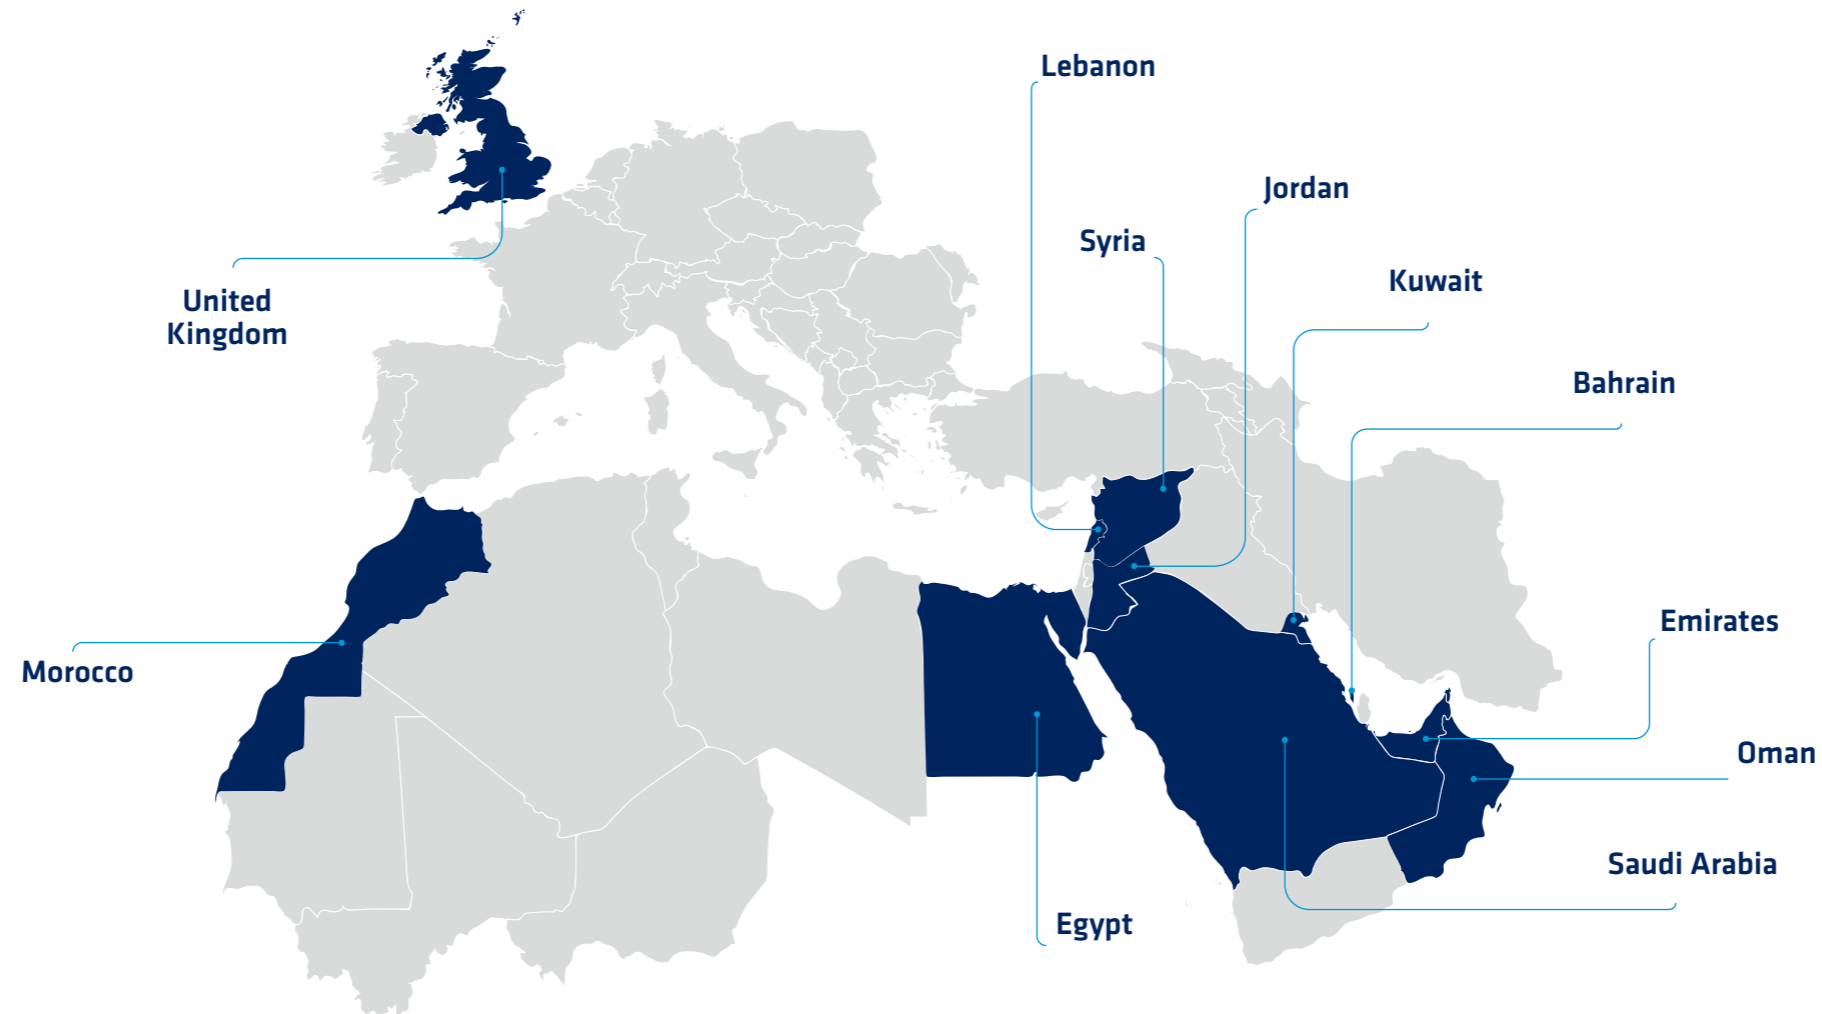 Lebanon
Jordan
Syria
Kuwait
United
Kingdom
Bahrain
Emirates
Morocco
Oman
Saudi Arabia
Egypt